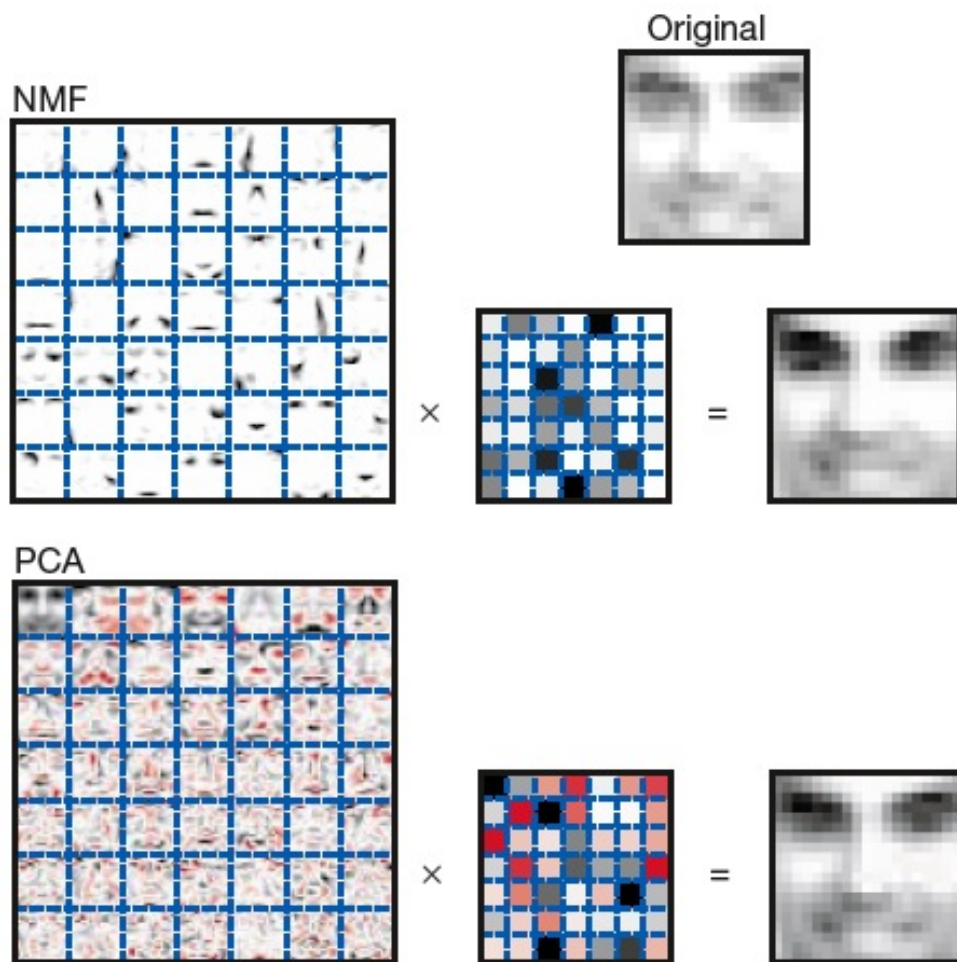 Original
NMF
×
=
PCA
×
=